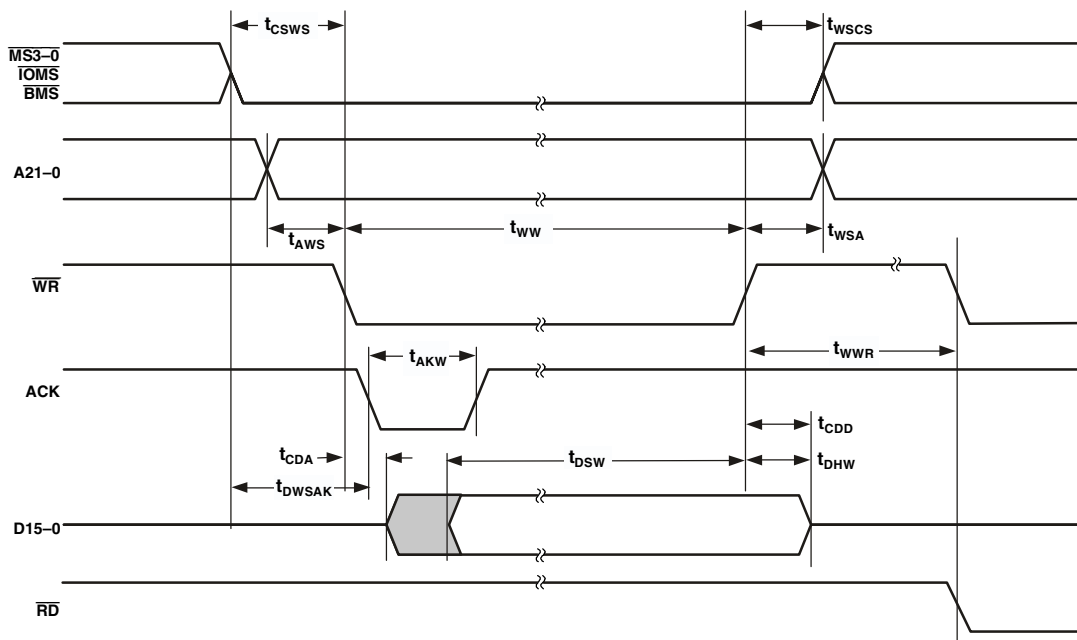 tCSWS
tWSCS
MS3–0
IOMS
BMS
A21–0
tAWS
tWW
tWSA
WR
tAKW
tWWR
ACK
tCDD
tCDA
tDSW
tDHW
tDWSAK
D15–0
RD